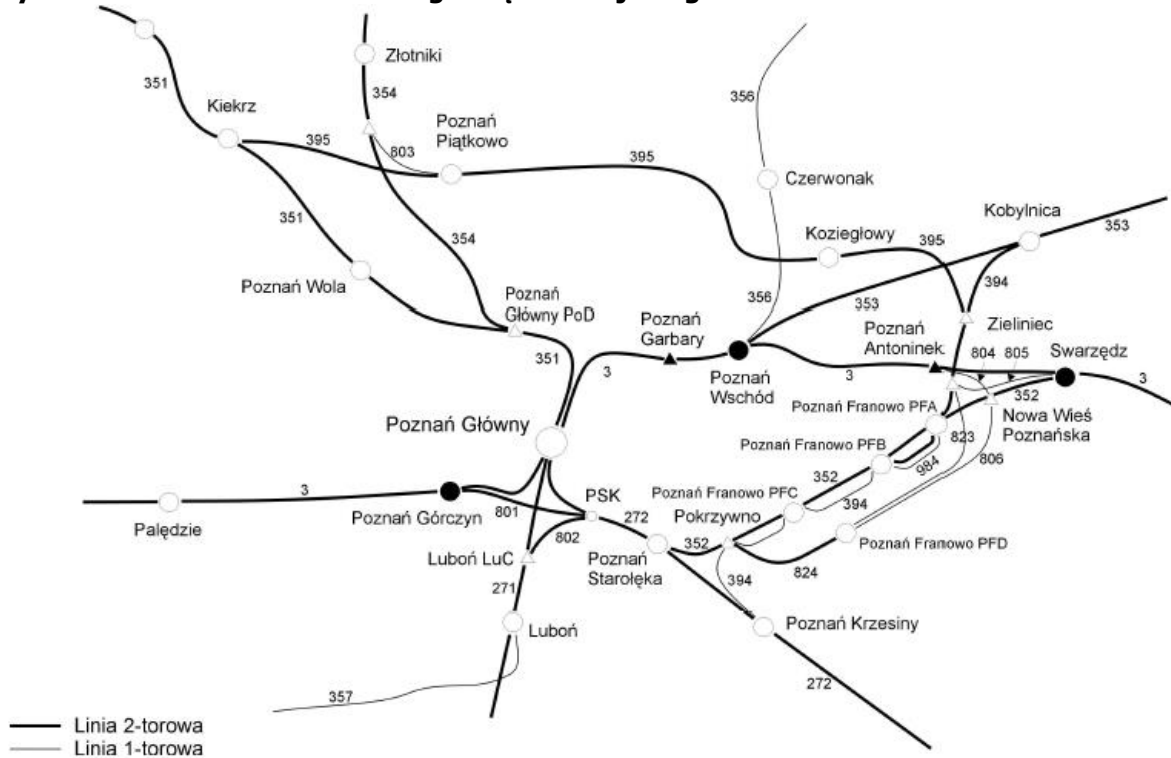 Złotniki
351
354
Kiekrz
Poznań
Piątkowo
356
395
803
395
Czerwonak
351
354
Koziegłowy
395
Kobylnica
353
Poznań Wola
Poznań
Główny PoD
356
353
394
351
Poznań
Garbary
Poznań
Antoninek
Zieliniec
804
805
Swarzędz
3
Poznań
Wschód
3
352
3
Poznań Franowo PFA
Nowa Wieś
Poznańska
Poznań Główny
Poznań Franowo PFB
823
984
806
3
PSK
352
Poznań Franowo PFC
394
Palędzie
Poznań Górczyn
801
272
Pokrzywno
802
352
Poznań Franowo PFD
Luboń LuC
Poznań
Starołęka
824
271
394
Luboń
Poznań Krzesiny
272
357
Linia 2-torowa
Linia 1-torowa